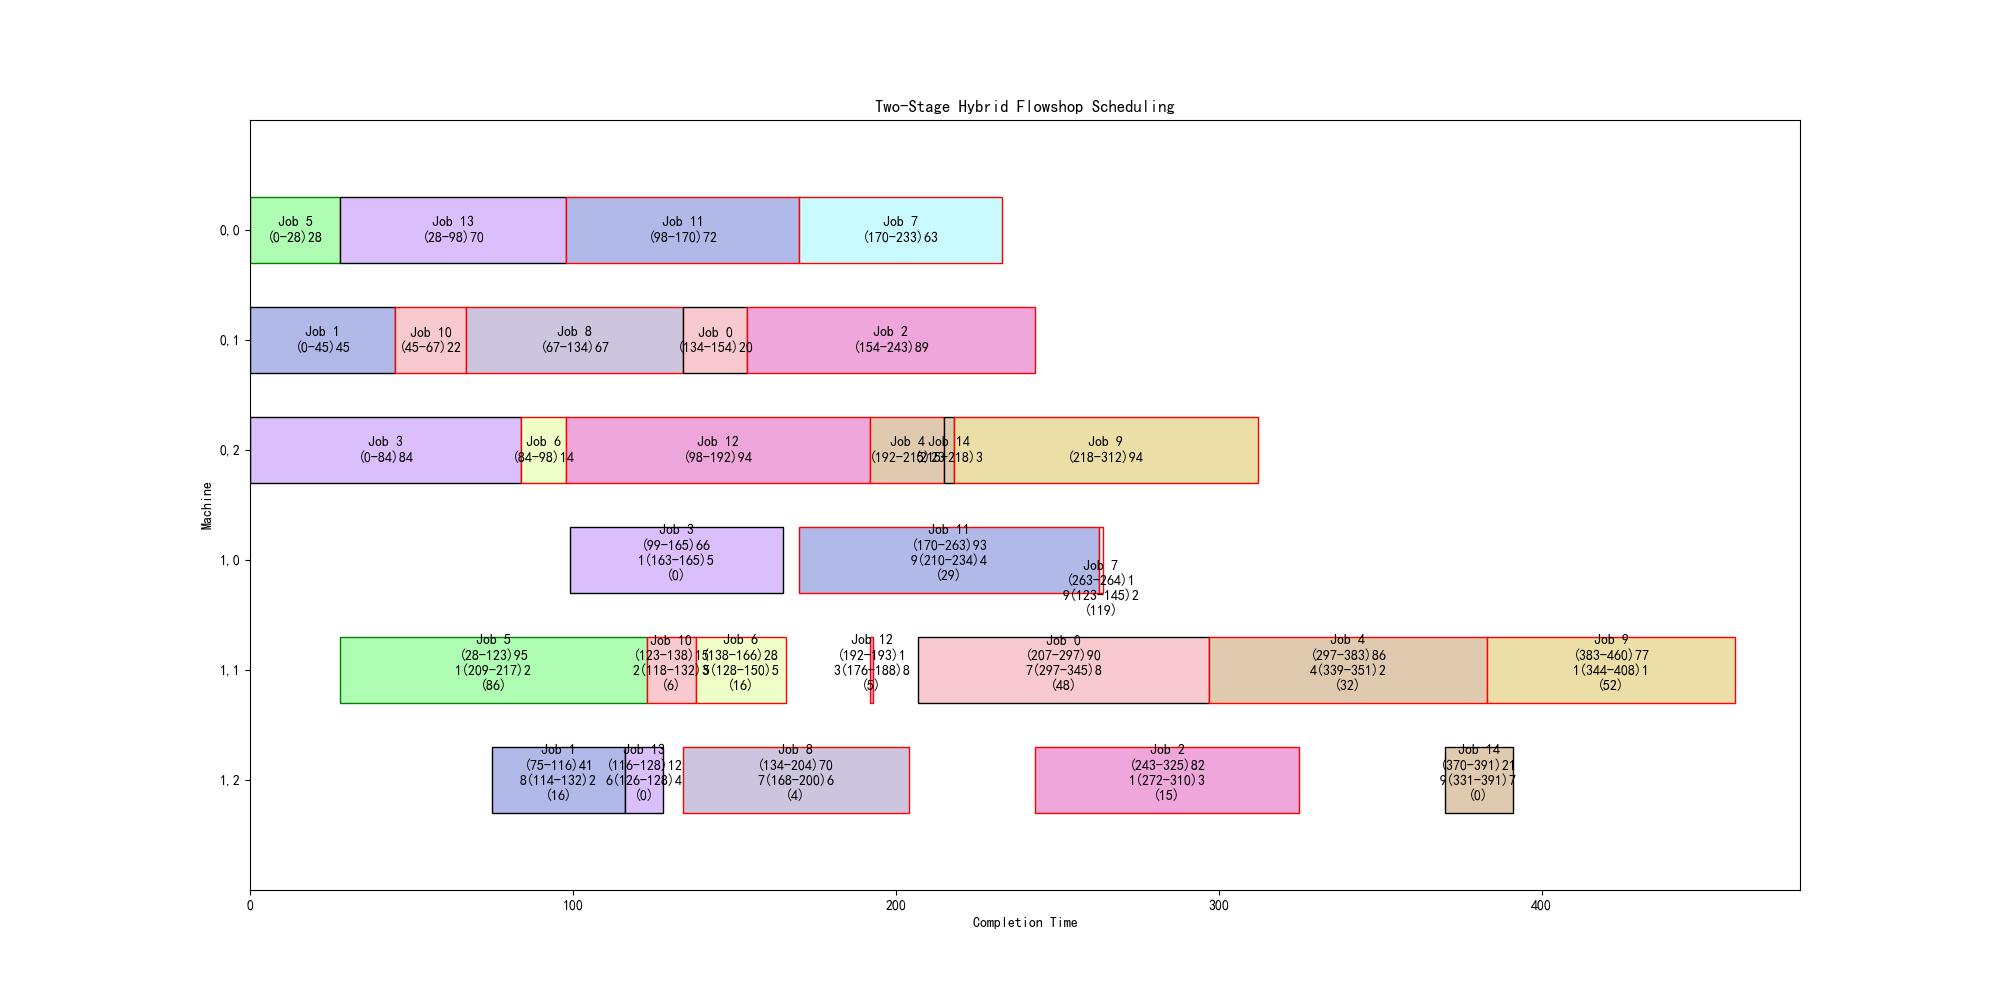 Two-Stage Hybrid Flowshop Scheduling
0,0
Job 5
(0-28)28
Job 13
(28-98)70
Job 11
(98-170)72
Job 7
(170-233)63
0,1
Job 1
(0-45)45
Job 10
(45-67)22
Job 8
(67-134)67
Job 0
(134-154)20
Job 2
(154-243)89
0,2
Job 3
(0-84)84
Job 6
(84-98)14
Job 12
(98-192)94
Job 4
(192-215)23
Job 14
(215-218)3
Job 9
(218-312)94
1,0
Job 3
(99-165)66
1(163-165)5
(0)
Job 11
(170-263)93
9(210-234)4
(29)
Job 7
(263-264)1
9(123-145)2
(119)
1,1
Job 5
(28-123)95
1(209-217)2
(86)
Job 10
(123-138)15
2(118-132)3
(6)
Job 6
(138-166)28
5(128-150)5
(16)
Job 12
(192-193)1
3(176-188)8
(5)
Job 0
(207-297)90
7(297-345)8
(48)
Job 4
(297-383)86
4(339-351)2
(32)
Job 9
(383-460)77
1(344-408)1
(52)
1,2
Job 1
(75-116)41
8(114-132)2
(16)
Job 13
(116-128)12
6(126-128)4
(0)
Job 8
(134-204)70
7(168-200)6
(4)
Job 2
(243-325)82
1(272-310)3
(15)
Job 14
(370-391)21
9(331-391)7
(0)
Machine
0
100
200
300
400
Completion Time